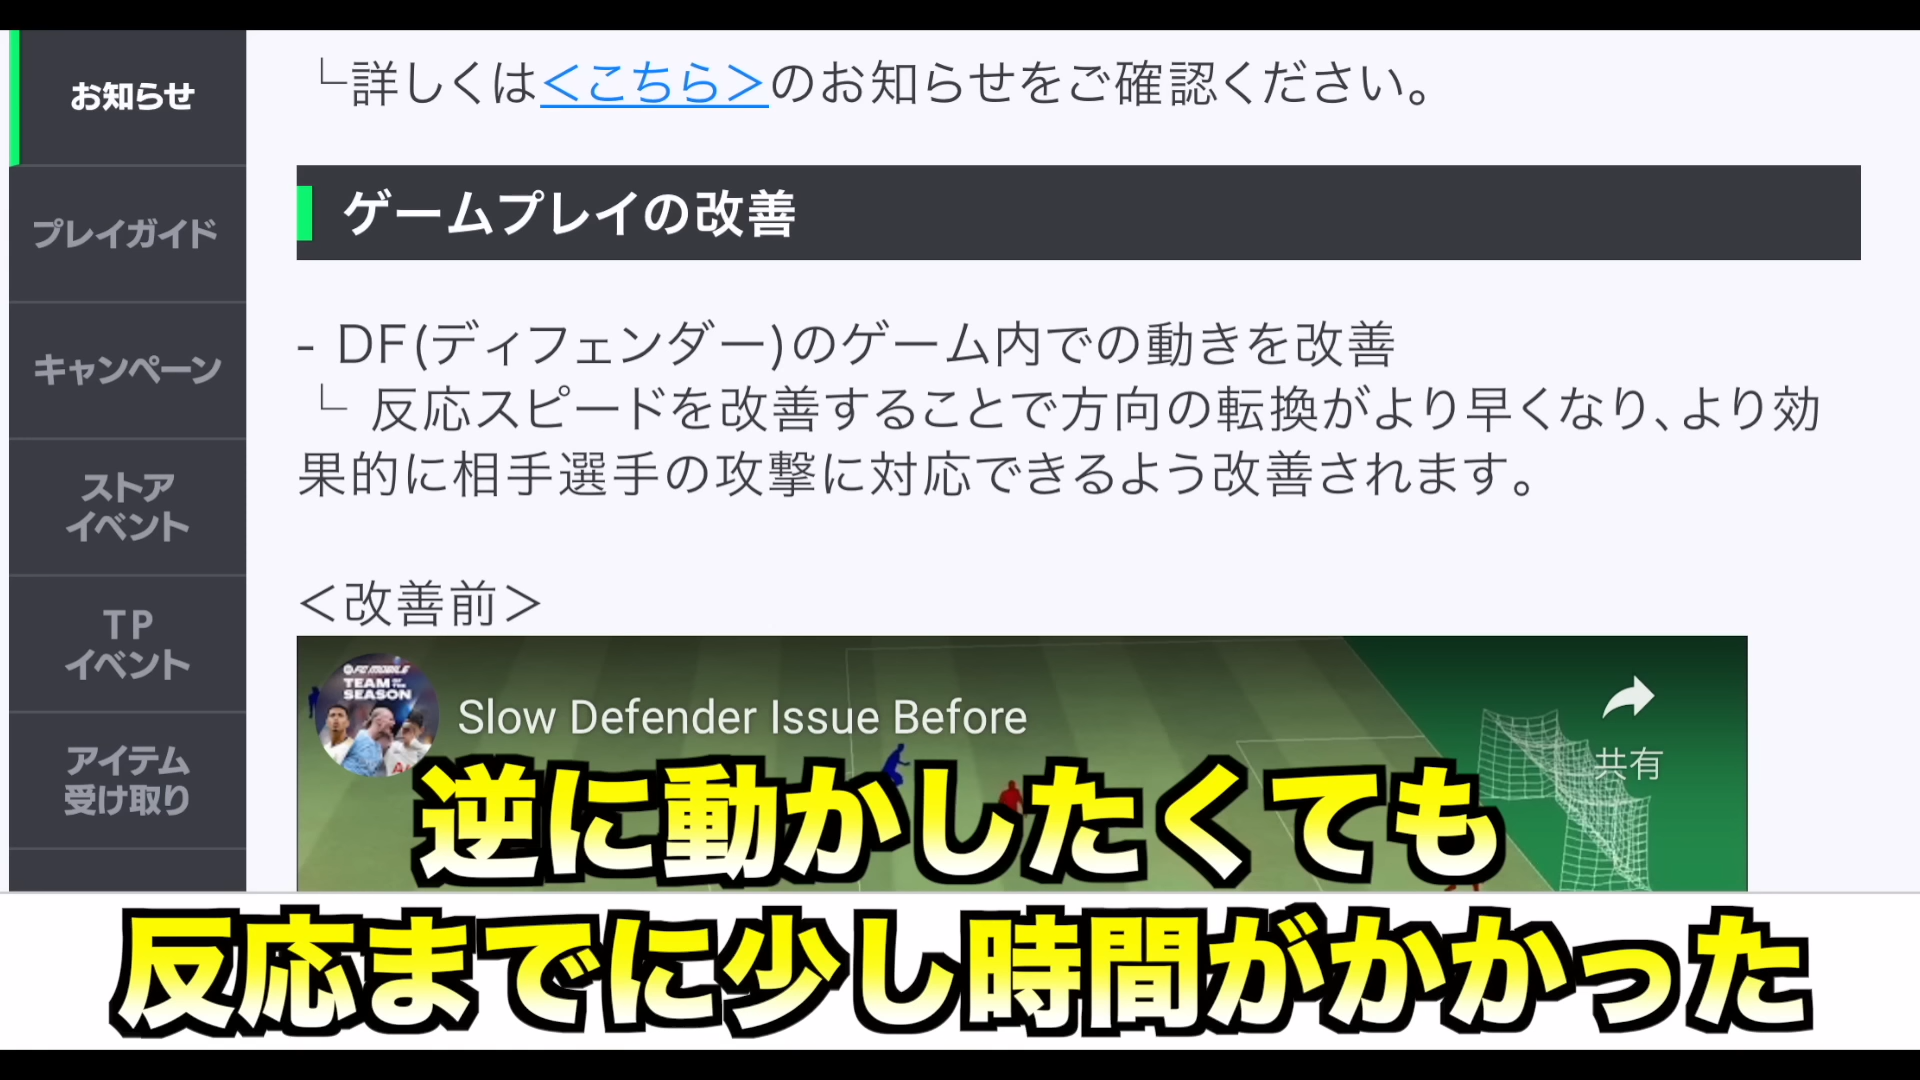 お知らせ
プレイガイド
キャンペーン
ストア
イベント
TP
イベント
アイテム
受け取り
└詳しくは<こちら>のお知らせをご確認ください。
ゲームプレイの改善
- DF(ディフェンダー)のゲーム内での動きを改善
└ 反応スピードを改善することで方向の転換がより早くなり、より効
果的に相手選手の攻撃に対応できるよう改善されます。
<改善前>
FC MOBILE
TEAM OF THE
SEASON
Slow Defender Issue Before
共有
逆に動かしたくても
反応までに少し時間がかかった